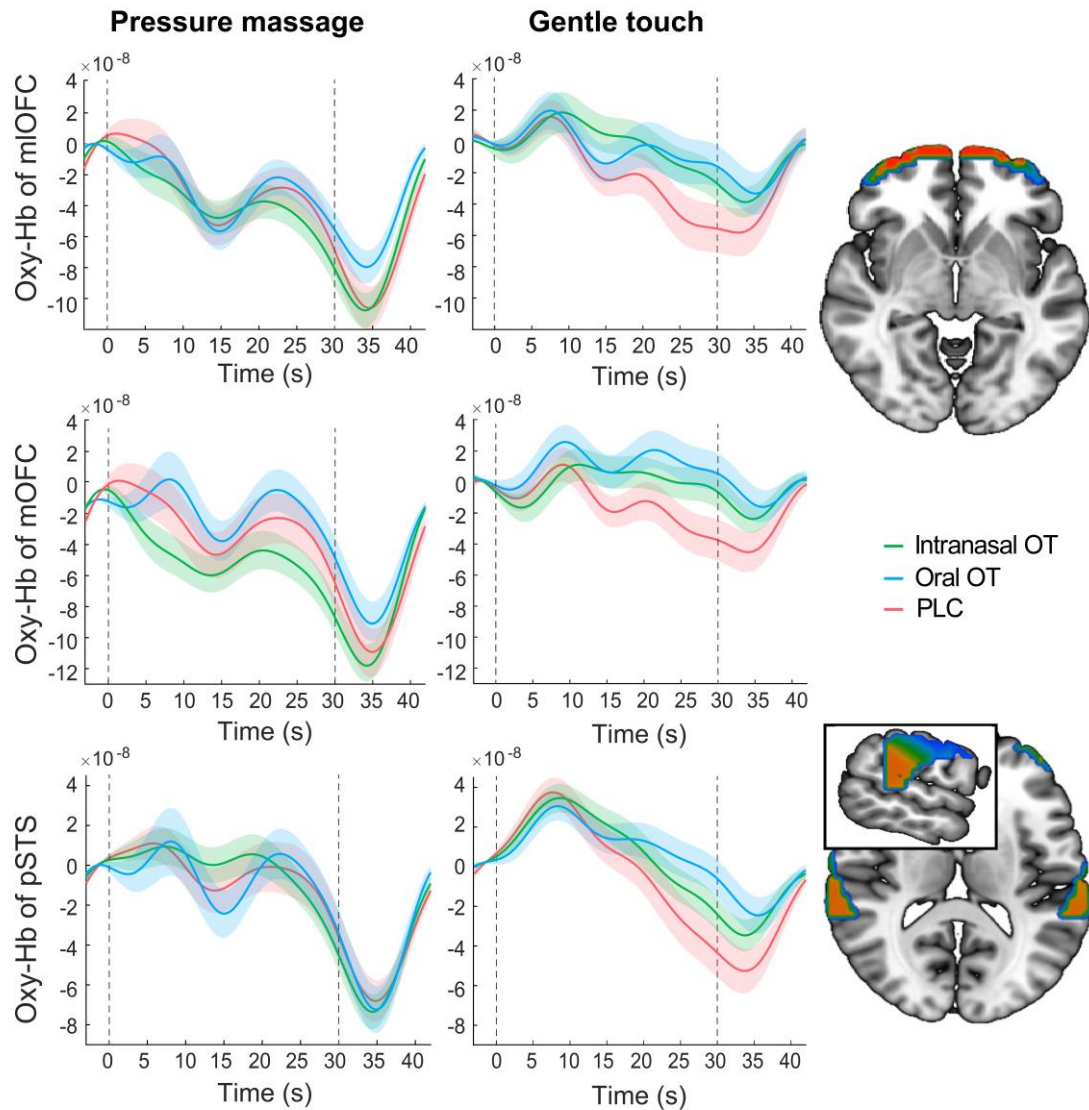 Pressure massage
Gentle touch
×10⁻⁸
4
2
0
-2
-4
-6
-8
-10
Oxy-Hb of mlOFC
0 5 10 15 20 25 30 35 40
Time (s)
×10⁻⁸
4
2
0
-2
-4
-6
-8
-10
0 5 10 15 20 25 30 35 40
Time (s)
×10⁻⁸
4
2
0
-2
-4
-6
-8
-10
-12
Oxy-Hb of mOFC
0 5 10 15 20 25 30 35 40
Time (s)
×10⁻⁸
4
2
0
-2
-4
-6
-8
-10
-12
0 5 10 15 20 25 30 35 40
Time (s)
Intranasal OT
Oral OT
PLC
×10⁻⁸
4
2
0
-2
-4
-6
-8
Oxy-Hb of pSTS
0 5 10 15 20 25 30 35 40
Time (s)
×10⁻⁸
4
2
0
-2
-4
-6
-8
0 5 10 15 20 25 30 35 40
Time (s)